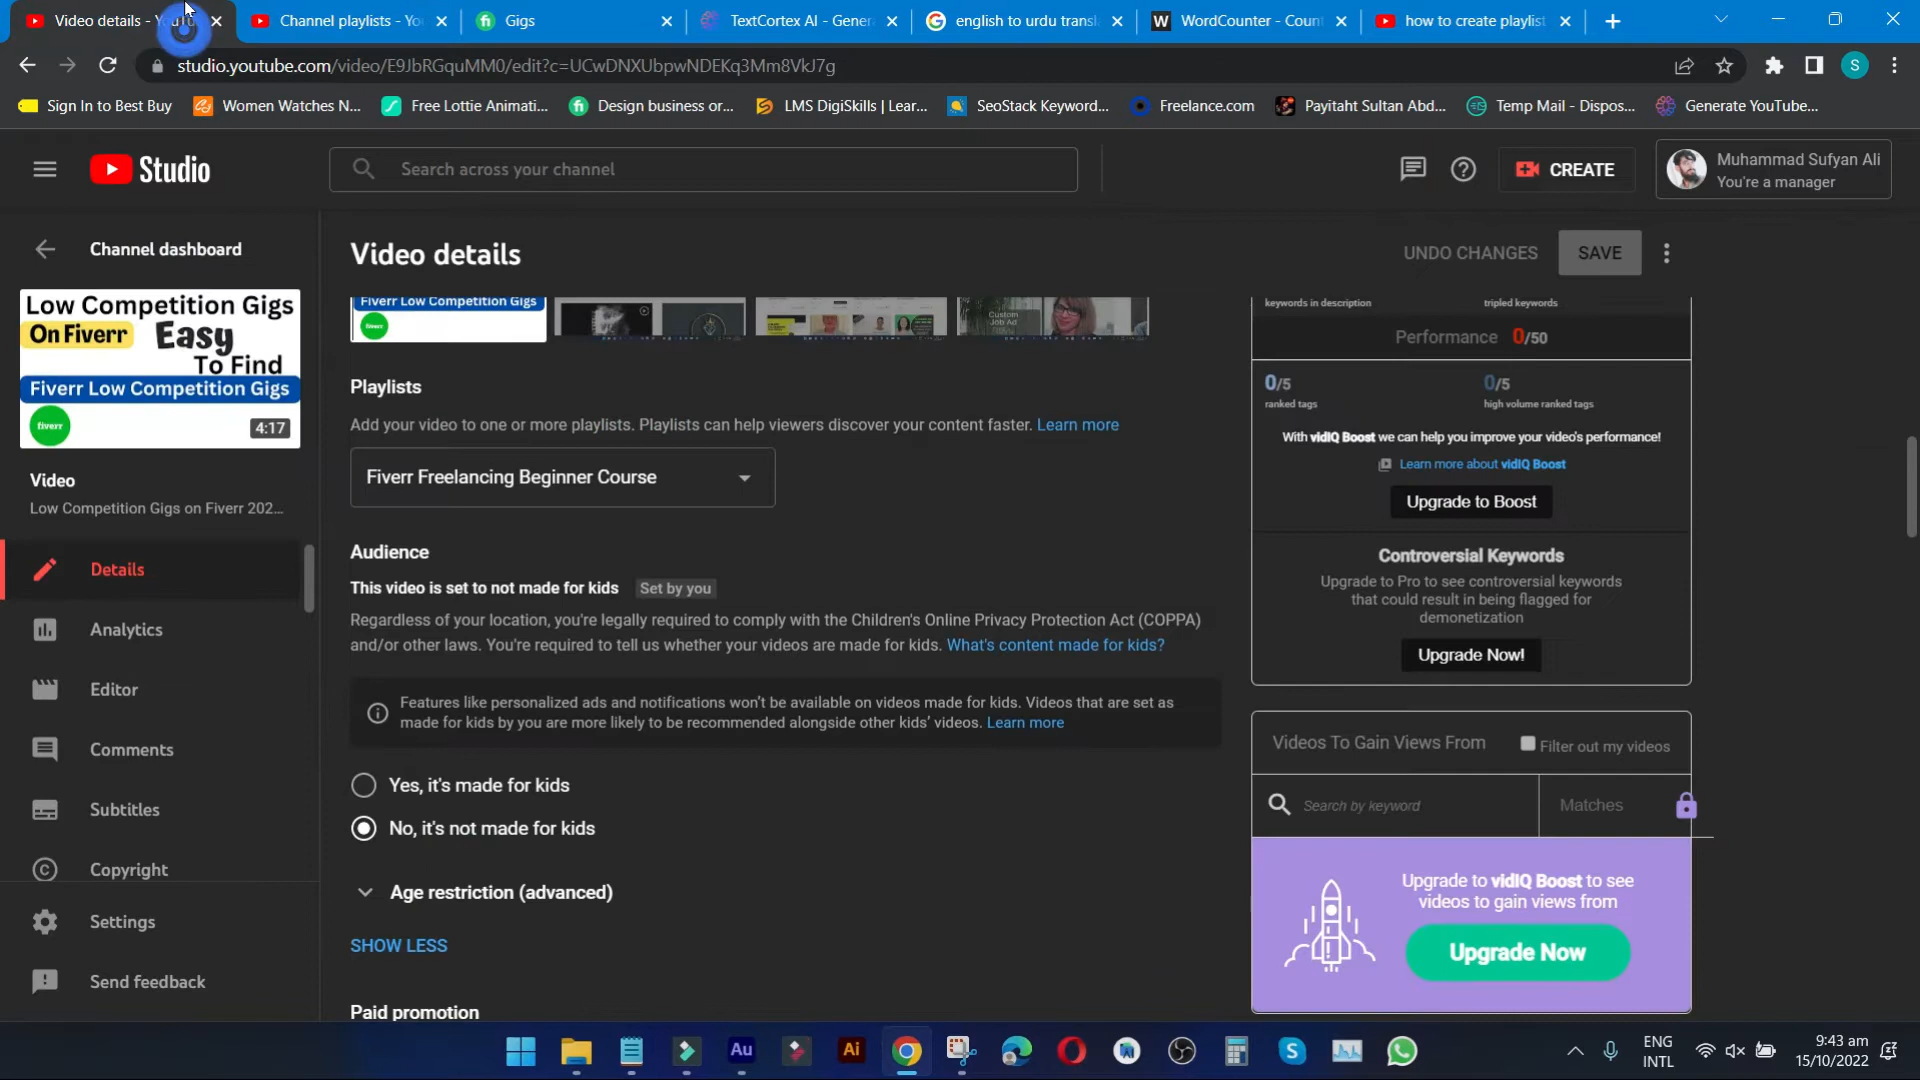 Video details - YouTu
Channel playlists - Yo
Gigs
TextCortex AI - Gener
english to urdu transl
WordCounter - Count
how to create playlist
studio.youtube.com/video/E9JbRGquMM0/edit?c=UCwDNXUbpwNDEKq3Mm8VkJ7g
S
Sign In to Best Buy
Women Watches N...
Free Lottie Animati...
Design business or...
LMS DigiSkills | Lear...
SeoStack Keyword...
Freelance.com
Payitaht Sultan Abd...
Temp Mail - Dispos...
Generate YouTube...
Studio
Search across your channel
CREATE
Muhammad Sufyan Ali
You're a manager
Channel dashboard
Low Competition Gigs
On Fiverr Easy
To Find
Fiverr Low Competition Gigs
fiverr
4:17
Video
Low Competition Gigs on Fiverr 202...
Details
Analytics
Editor
Comments
Subtitles
Copyright
Settings
Send feedback
Video details
UNDO CHANGES
SAVE
Fiverr Low Competition Gigs
fiverr
Custom
Job Ad
Playlists
Add your video to one or more playlists. Playlists can help viewers discover your content faster. Learn more
Fiverr Freelancing Beginner Course
Audience
This video is set to not made for kids Set by you
Regardless of your location, you're legally required to comply with the Children's Online Privacy Protection Act (COPPA)
and/or other laws. You're required to tell us whether your videos are made for kids. What's content made for kids?
Features like personalized ads and notifications won't be available on videos made for kids. Videos that are set as
made for kids by you are more likely to be recommended alongside other kids' videos. Learn more
Yes, it's made for kids
No, it's not made for kids
Age restriction (advanced)
SHOW LESS
Paid promotion
keywords in description
tripled keywords
Performance 0/50
0/5
ranked tags
0/5
high volume ranked tags
With vidIQ Boost we can help you improve your video's performance!
Learn more about vidIQ Boost
Upgrade to Boost
Controversial Keywords
Upgrade to Pro to see controversial keywords
that could result in being flagged for
demonetization
Upgrade Now!
Videos To Gain Views From
Filter out my videos
Search by keyword
Matches
Upgrade to vidIQ Boost to see
videos to gain views from
Upgrade Now
Au
Ai
ENG
INTL
9:43 am
15/10/2022